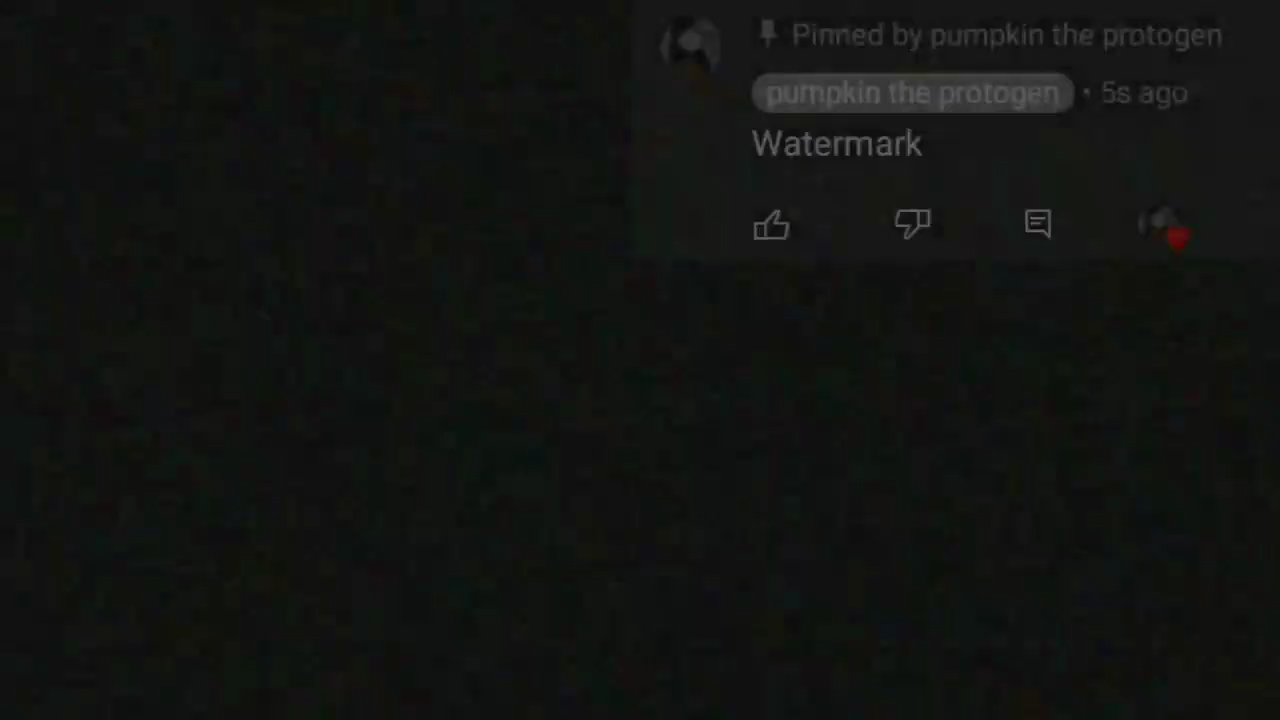 Pinned by pumpkin the protogen
pumpkin the protogen • 5s ago
Watermark